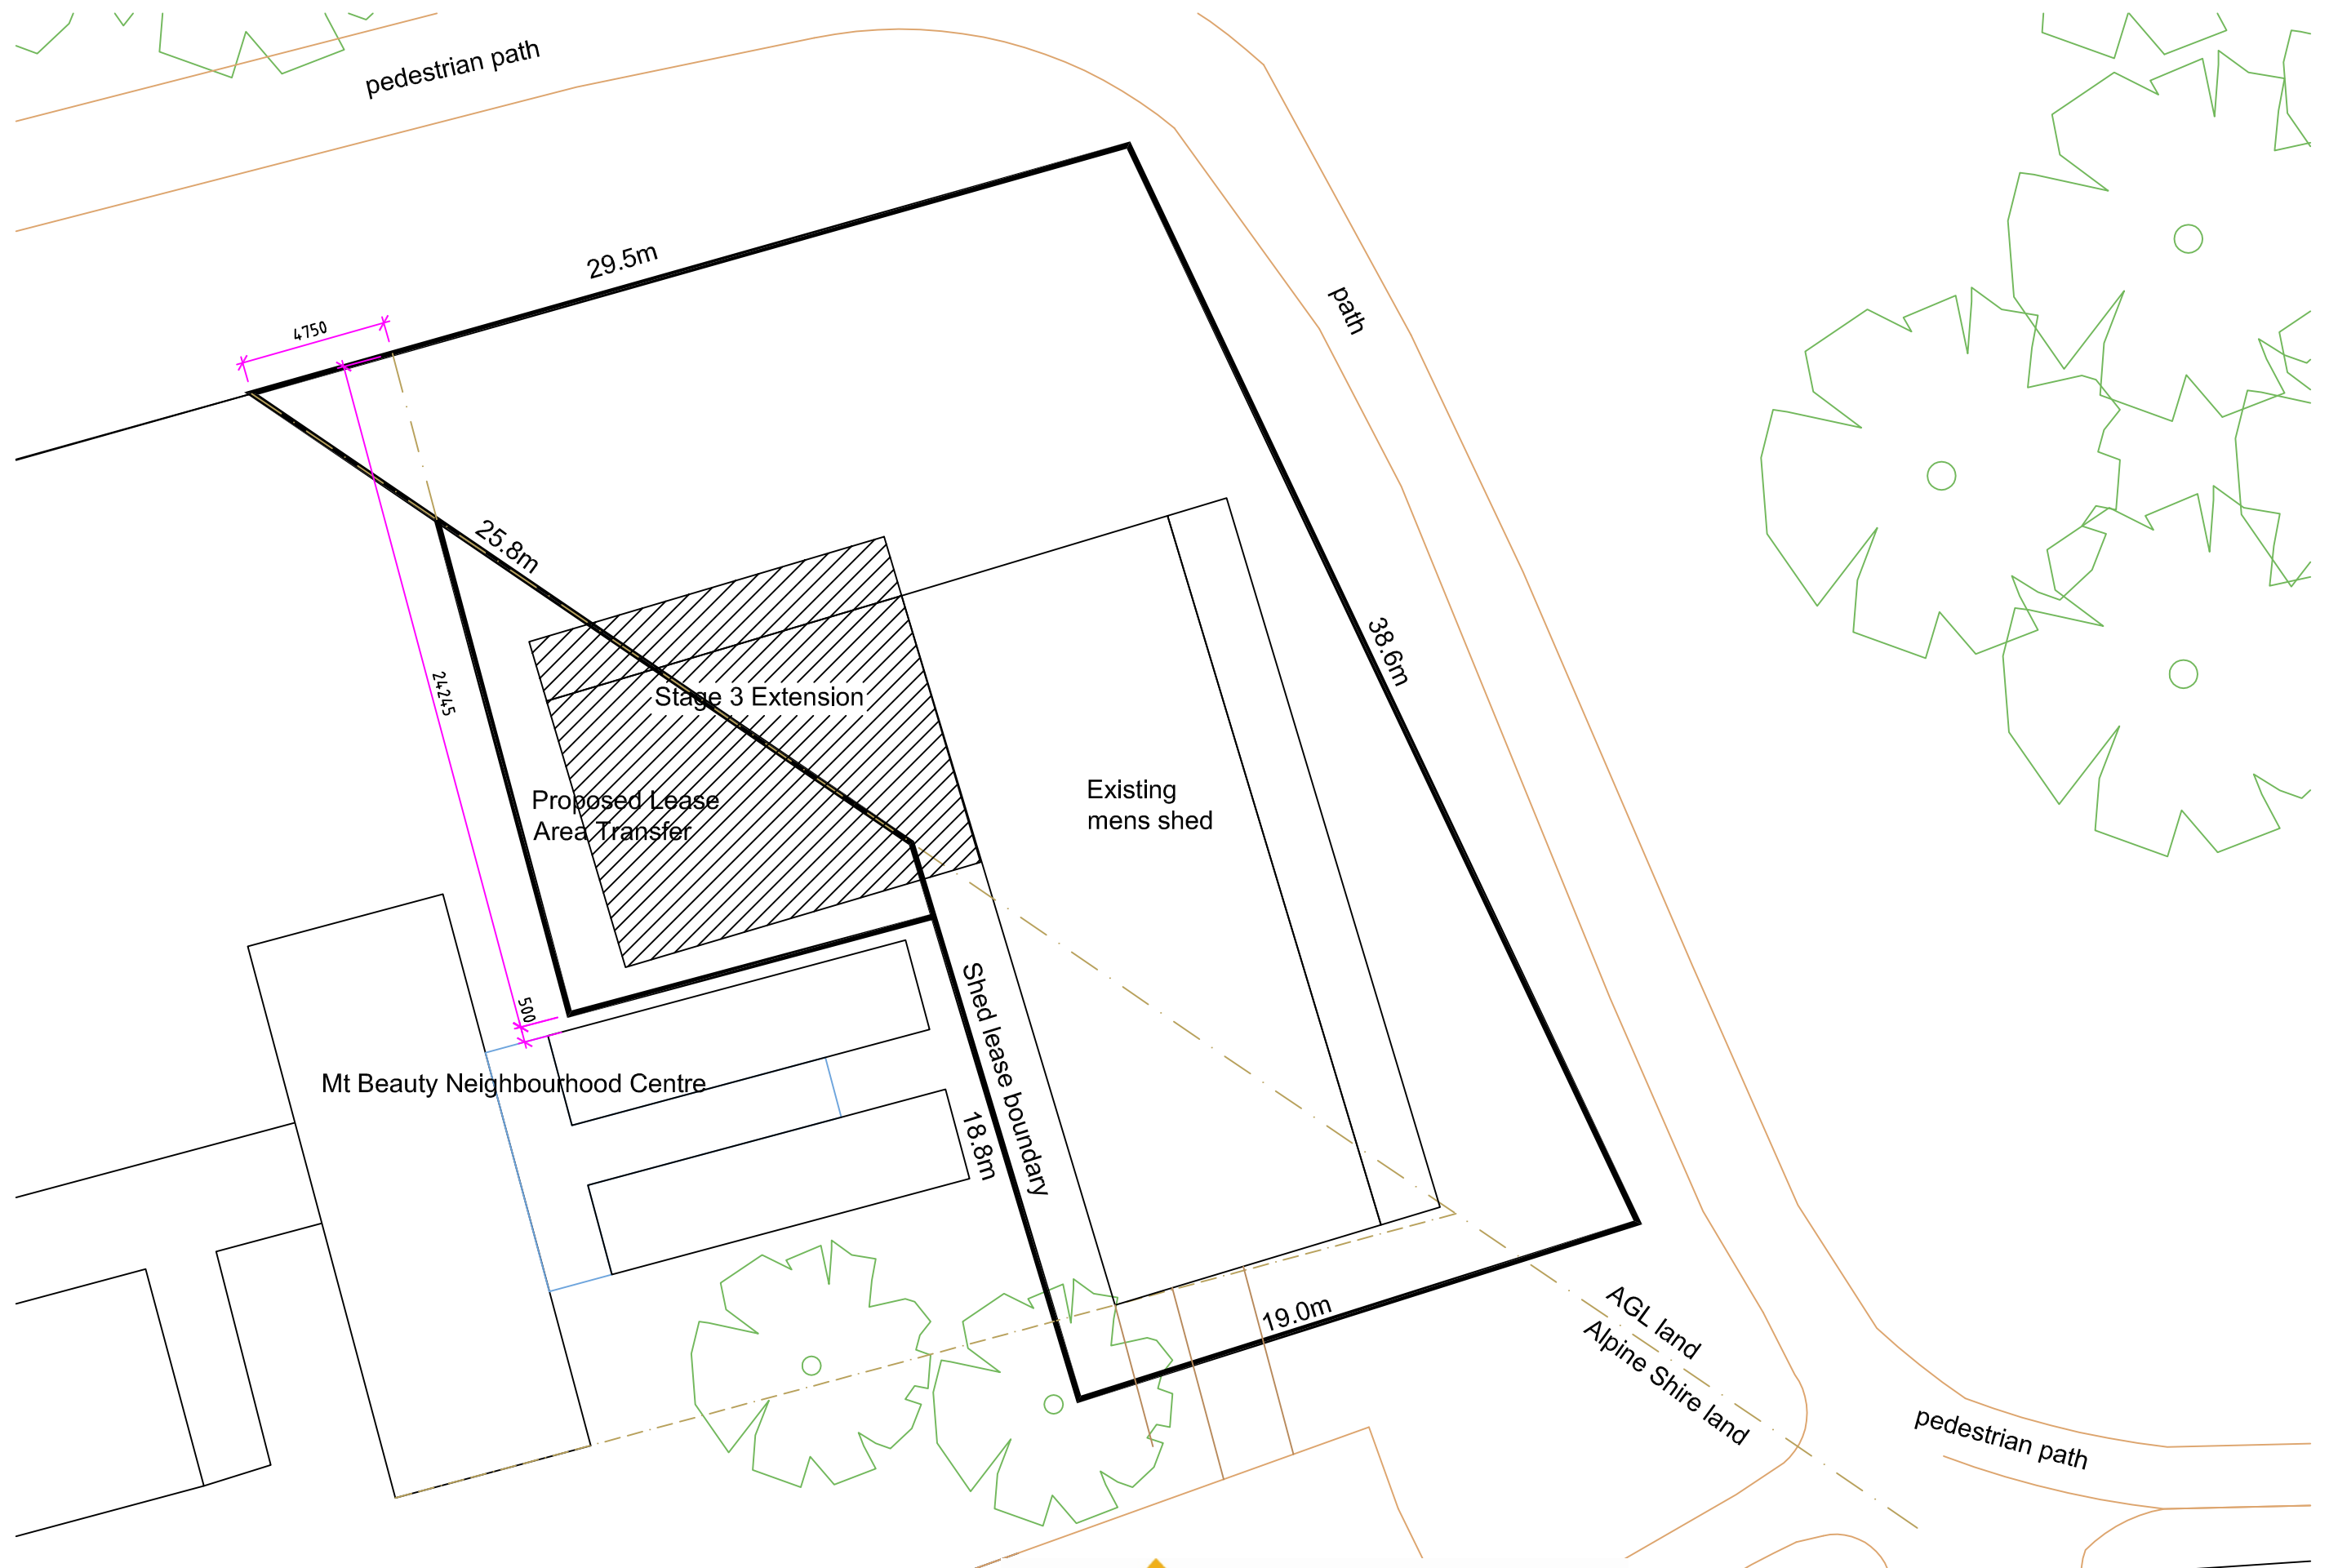 pedestrian path
29.5m
path
4750
25.8m
38.6m
24245
Stage 3 Extension
Existing
mens shed
Proposed Lease
Area Transfer
500
Shed lease boundary
Mt Beauty Neighbourhood Centre
18.8m
19.0m
AGL land
Alpine Shire land
pedestrian path